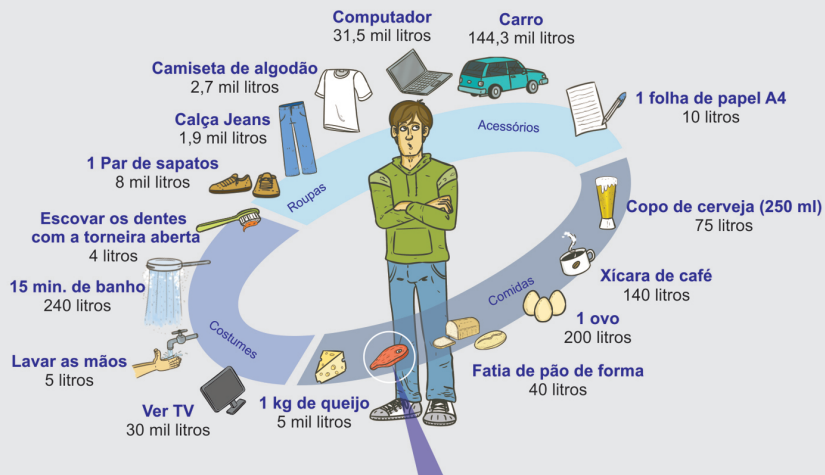 Computador
31,5 mil litros
Carro
144,3 mil litros
Camiseta de algodão
2,7 mil litros
Calça Jeans
1,9 mil litros
1 Par de sapatos
8 mil litros
Escovar os dentes
com a torneira aberta
4 litros
15 min. de banho
240 litros
Lavar as mãos
5 litros
Ver TV
30 mil litros
1 kg de queijo
5 mil litros
Fatia de pão de forma
40 litros
1 ovo
200 litros
Xícara de café
140 litros
Copo de cerveja (250 ml)
75 litros
1 folha de papel A4
10 litros
Acessórios
Roupas
Costumes
Comidas